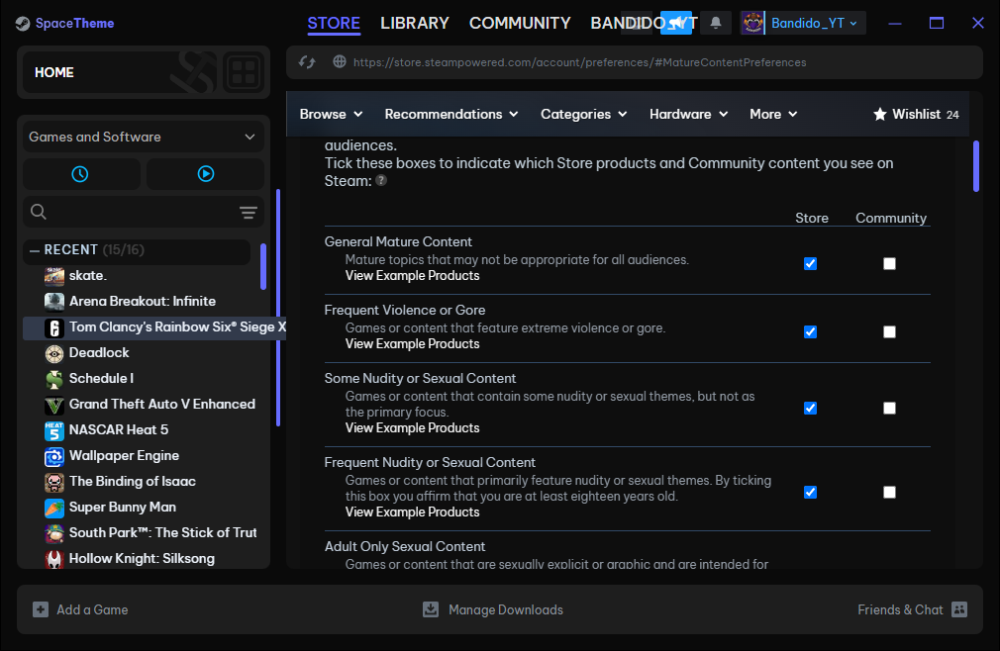 SpaceTheme
STORE LIBRARY COMMUNITY BANDIDO_YT
Bandido_YT
HOME
https://store.steampowered.com/account/preferences/#MatureContentPreferences
Browse Recommendations Categories Hardware More Wishlist 24
Games and Software
RECENT (15/16)
skate.
Arena Breakout: Infinite
Tom Clancy's Rainbow Six® Siege X
Deadlock
Schedule I
Grand Theft Auto V Enhanced
NASCAR Heat 5
Wallpaper Engine
The Binding of Isaac
Super Bunny Man
South Park™: The Stick of Trut
Hollow Knight: Silksong
audiences.
Tick these boxes to indicate which Store products and Community content you see on
Steam: ?
Store Community
General Mature Content
Mature topics that may not be appropriate for all audiences.
View Example Products
Frequent Violence or Gore
Games or content that feature extreme violence or gore.
View Example Products
Some Nudity or Sexual Content
Games or content that contain some nudity or sexual themes, but not as
the primary focus.
View Example Products
Frequent Nudity or Sexual Content
Games or content that primarily feature nudity or sexual themes. By ticking
this box you affirm that you are at least eighteen years old.
View Example Products
Adult Only Sexual Content
Games or content that are sexually explicit or graphic and are intended for
Add a Game
Manage Downloads
Friends & Chat